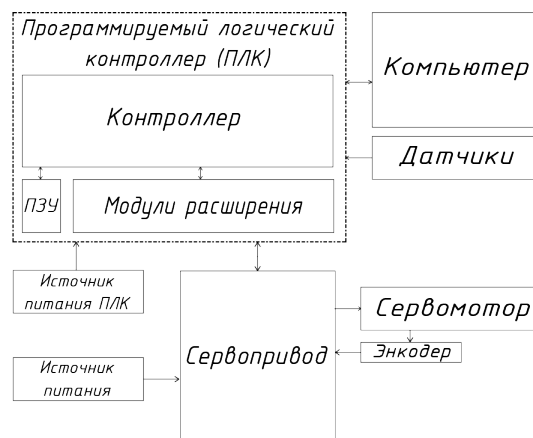 Программируемый логический
контроллер (ПЛК)
Контроллер
ПЗУ
Модули расширения
Компьютер
Датчики
Источник
питания ПЛК
Сервопривод
Сервомотор
Энкодер
Источник
питания